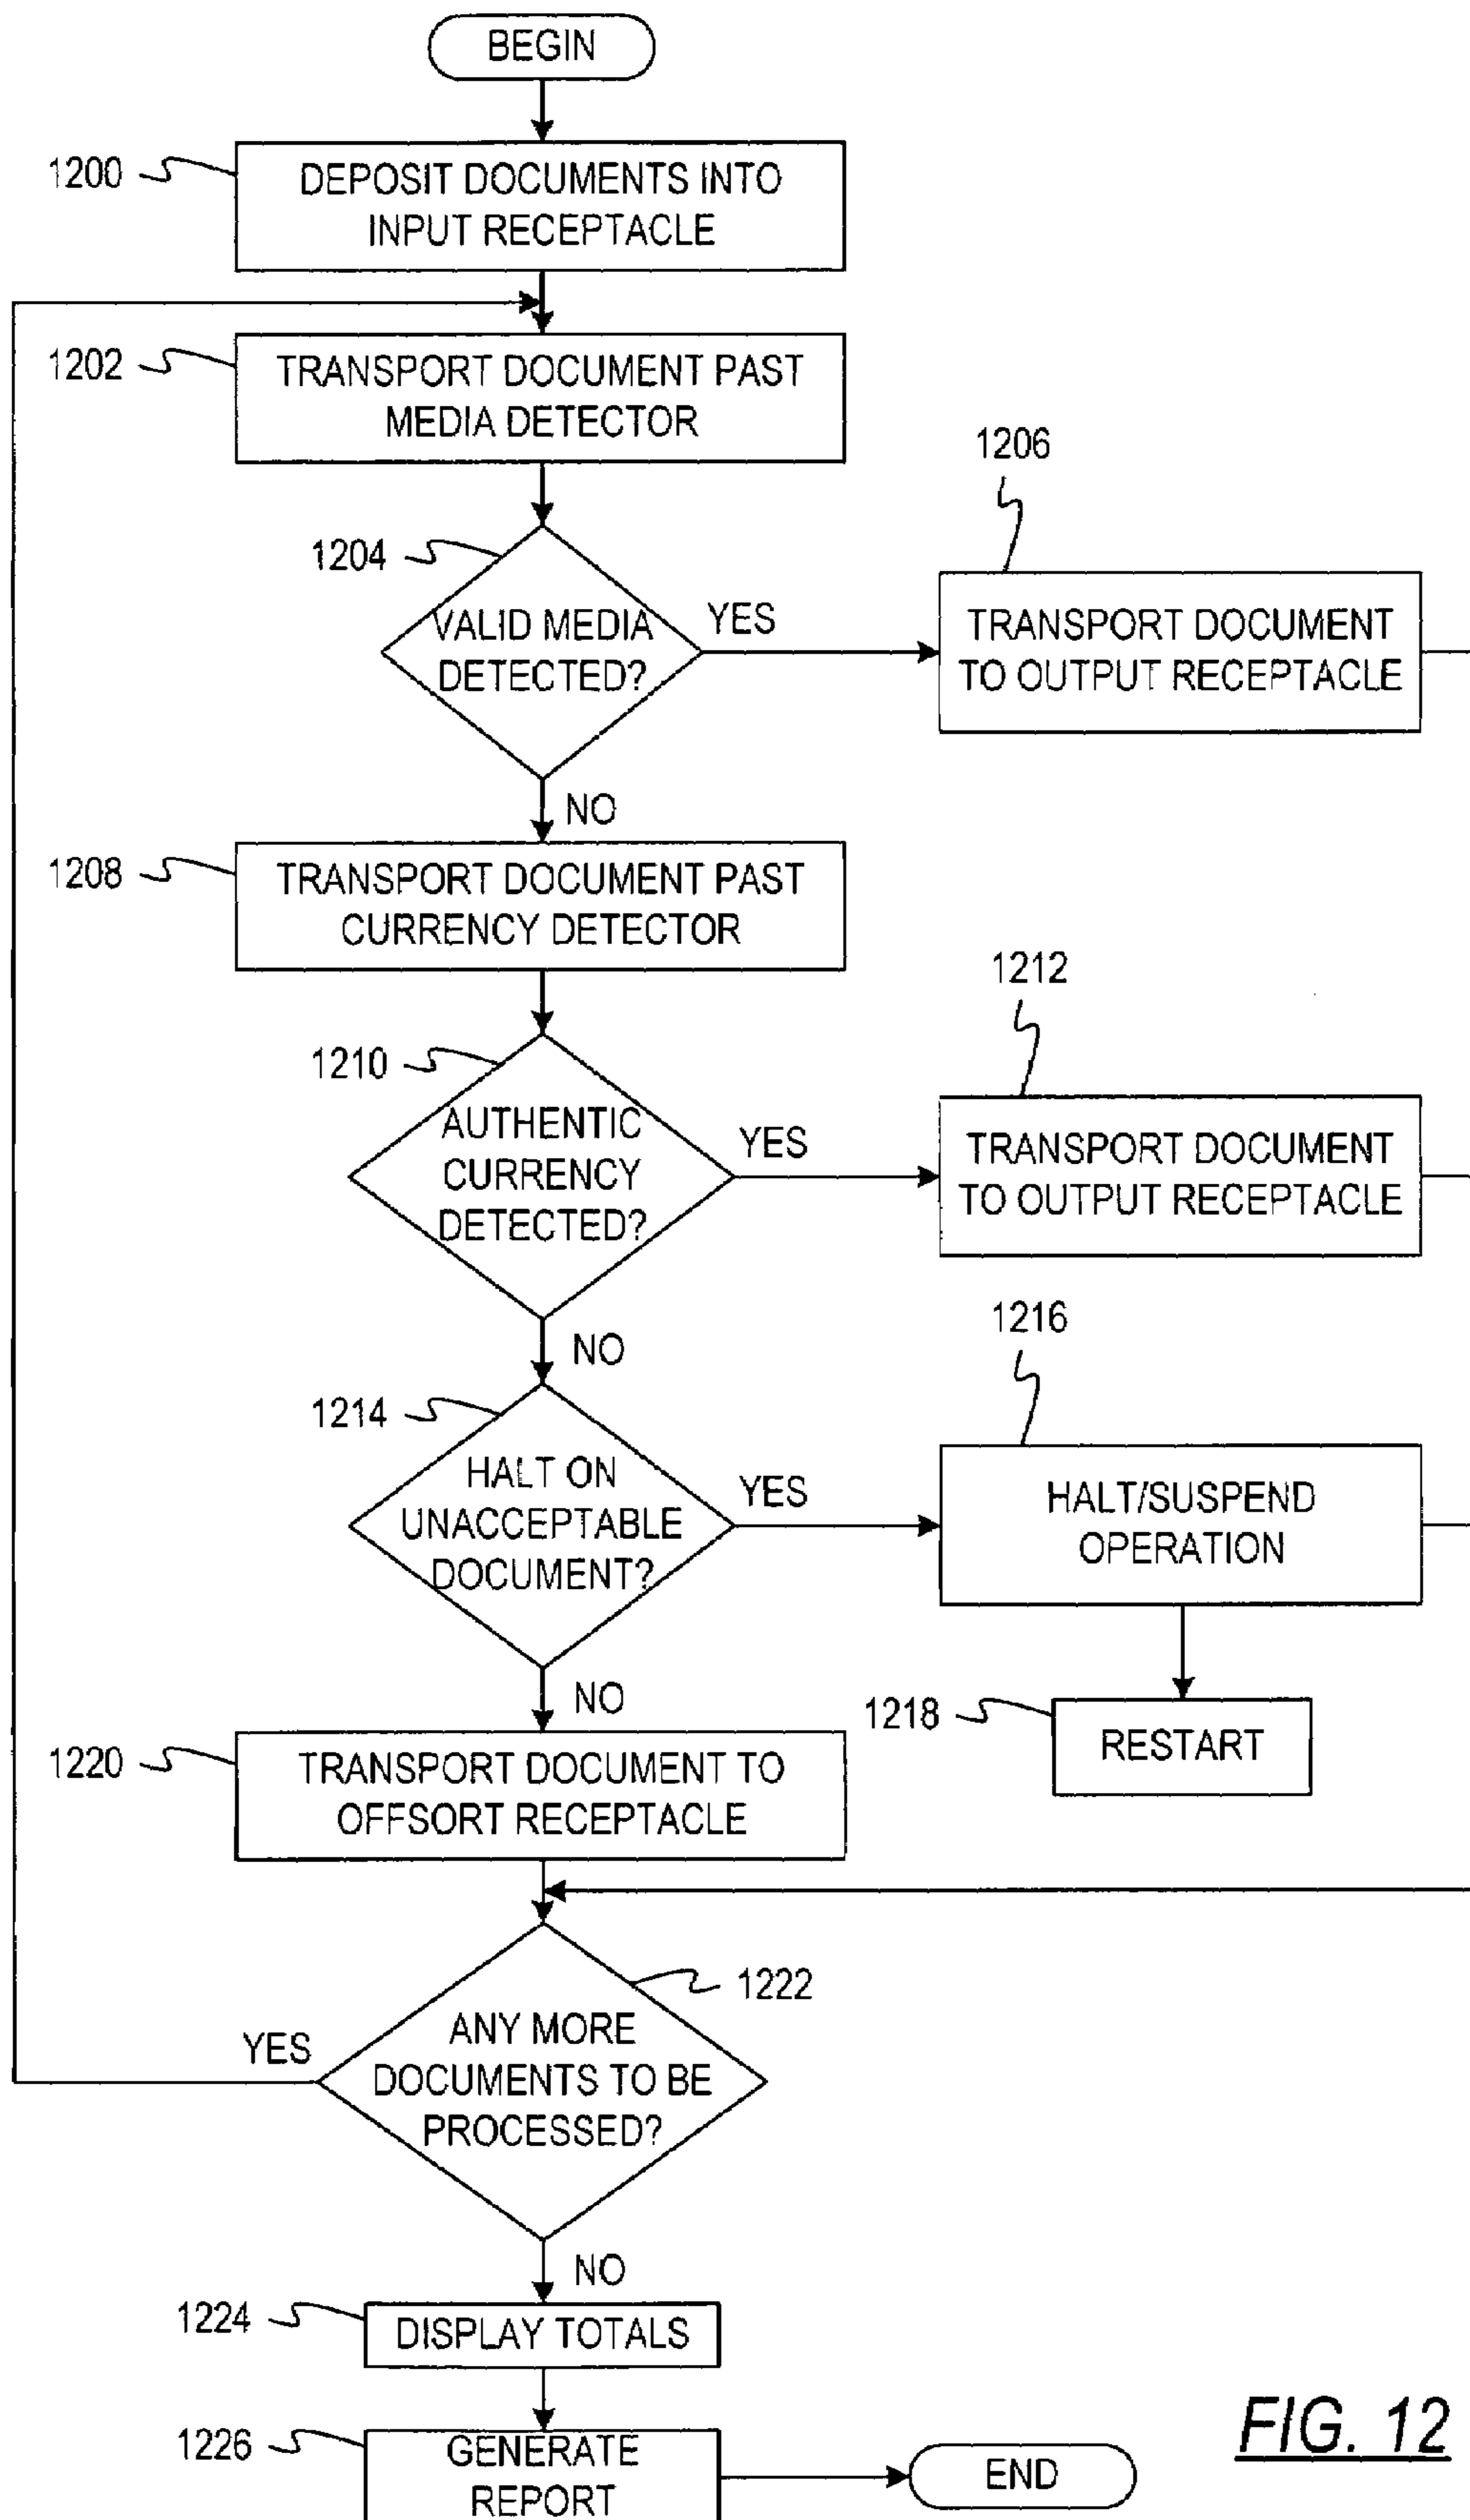 BEGIN
1200
DEPOSIT DOCUMENTS INTO
INPUT RECEPTACLE
1202
TRANSPORT DOCUMENT PAST
MEDIA DETECTOR
1204
VALID MEDIA
DETECTED?
YES
1206
TRANSPORT DOCUMENT
TO OUTPUT RECEPTACLE
NO
1208
TRANSPORT DOCUMENT PAST
CURRENCY DETECTOR
1210
AUTHENTIC
CURRENCY
DETECTED?
YES
1212
TRANSPORT DOCUMENT
TO OUTPUT RECEPTACLE
NO
1214
HALT ON
UNACCEPTABLE
DOCUMENT?
YES
1216
HALT/SUSPEND
OPERATION
1218
RESTART
NO
1220
TRANSPORT DOCUMENT TO
OFFSORT RECEPTACLE
1222
ANY MORE
DOCUMENTS TO BE
PROCESSED?
YES
NO
1224
DISPLAY TOTALS
1226
GENERATE
REPORT
END
FIG. 12